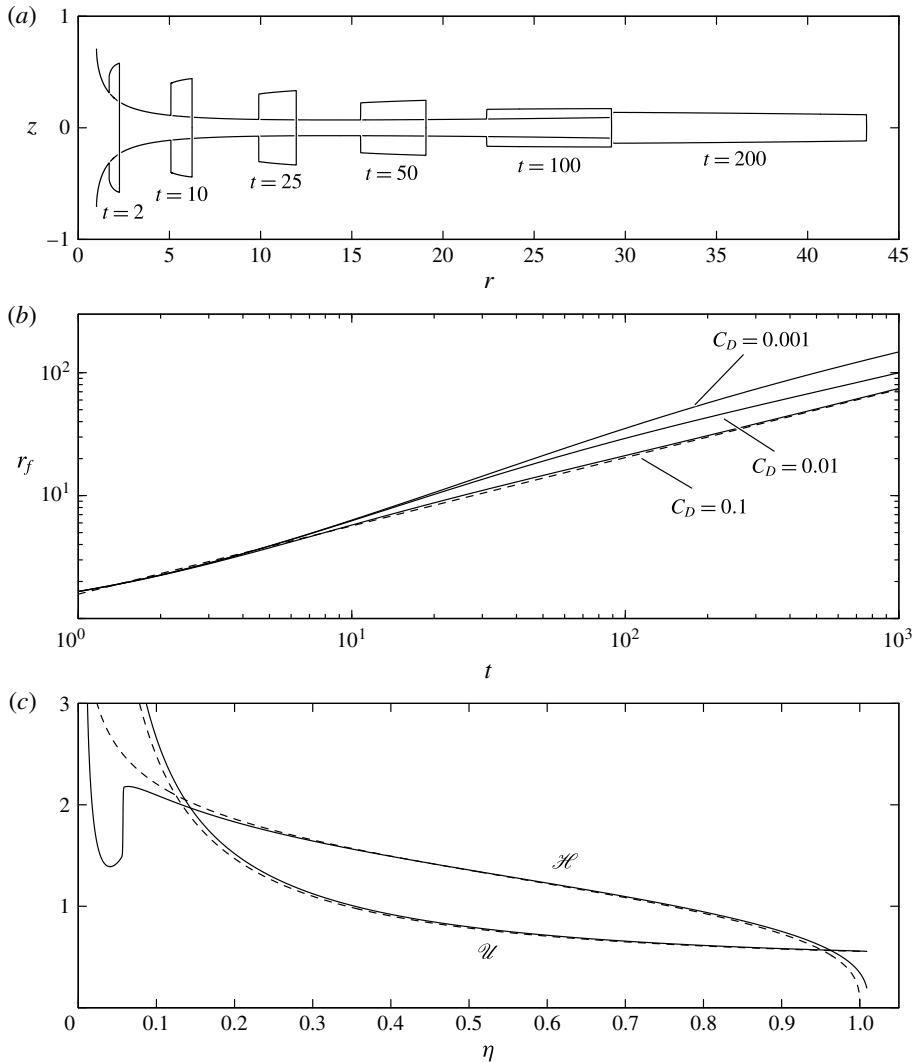 (a)
1
z
0
−1
t = 2
t = 10
t = 25
t = 50
t = 100
t = 200
0 5 10 15 20 25 30 35 40 45
r
(b)
10²
r_f
10¹
C_D = 0.001
C_D = 0.01
C_D = 0.1
10⁰ 10¹ 10² 10³
t
(c)
3
2
1
ℋ
𝒰
0 0.1 0.2 0.3 0.4 0.5 0.6 0.7 0.8 0.9 1.0
η